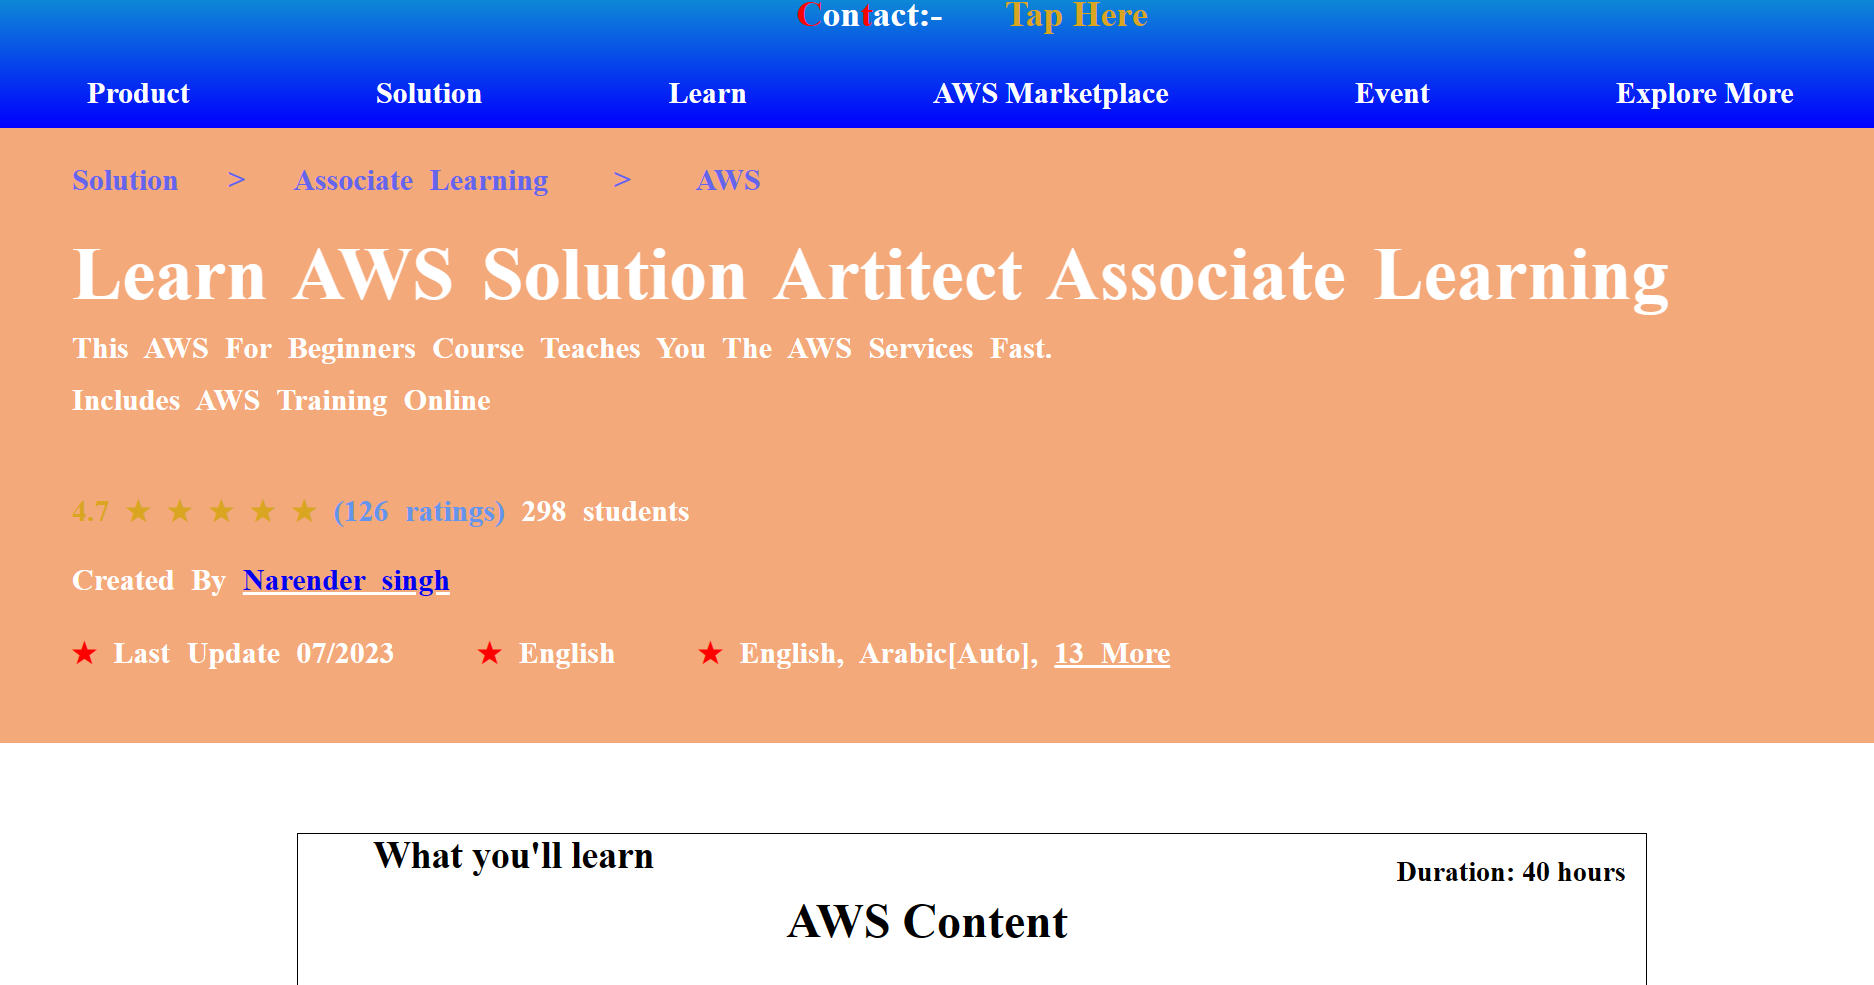 Contact:- Tap Here
Product Solution Learn AWS Marketplace Event Explore More
Solution > Associate Learning > AWS
Learn AWS Solution Artitect Associate Learning
This AWS For Beginners Course Teaches You The AWS Services Fast.
Includes AWS Training Online
4.7 ★ ★ ★ ★ ★ (126 ratings) 298 students
Created By Narender singh
★ Last Update 07/2023 ★ English ★ English, Arabic[Auto], 13 More
What you'll learn
Duration: 40 hours
AWS Content